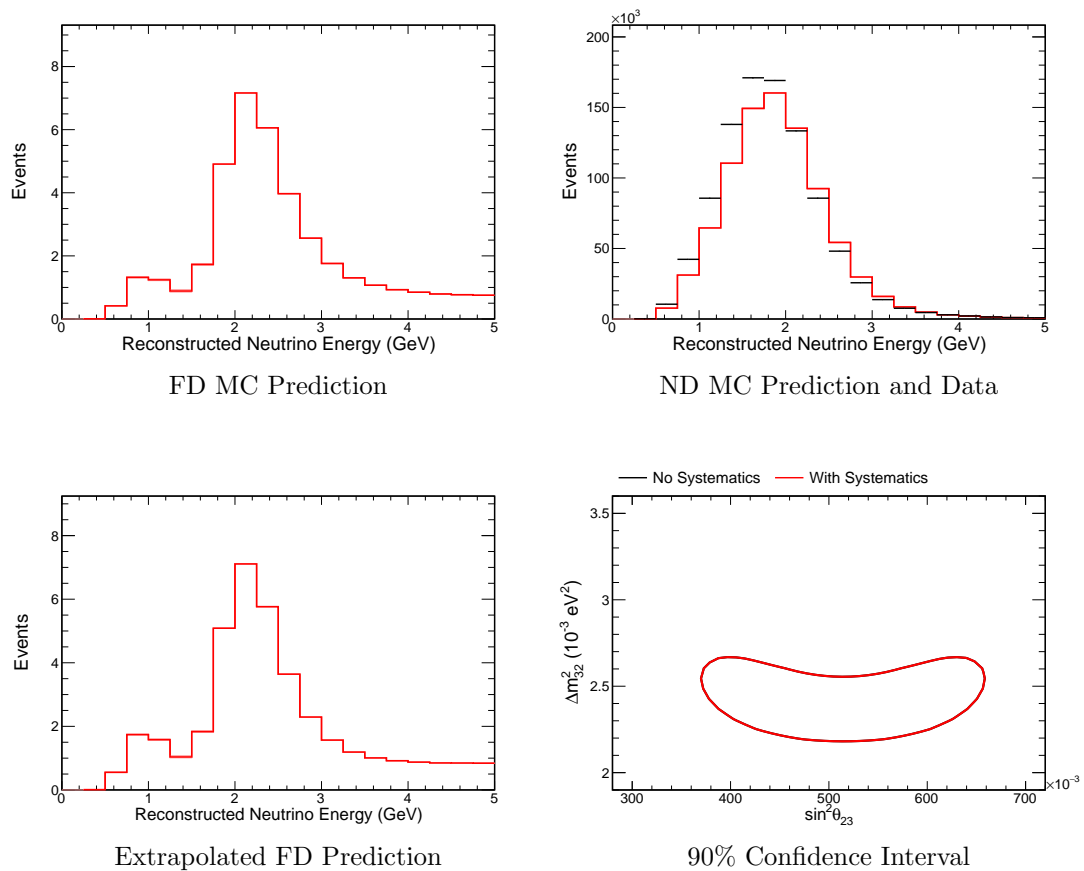 8
6
4
2
0
Events
0 1 2 3 4 5
Reconstructed Neutrino Energy (GeV)
FD MC Prediction
×10³
200
150
100
50
0
Events
0 1 2 3 4 5
Reconstructed Neutrino Energy (GeV)
ND MC Prediction and Data
8
6
4
2
0
Events
0 1 2 3 4 5
Reconstructed Neutrino Energy (GeV)
Extrapolated FD Prediction
No Systematics With Systematics
3.5
3
2.5
2
Δm²₃₂ (10⁻³ eV²)
300 400 500 600 700
×10⁻³
sin²θ₂₃
90% Confidence Interval